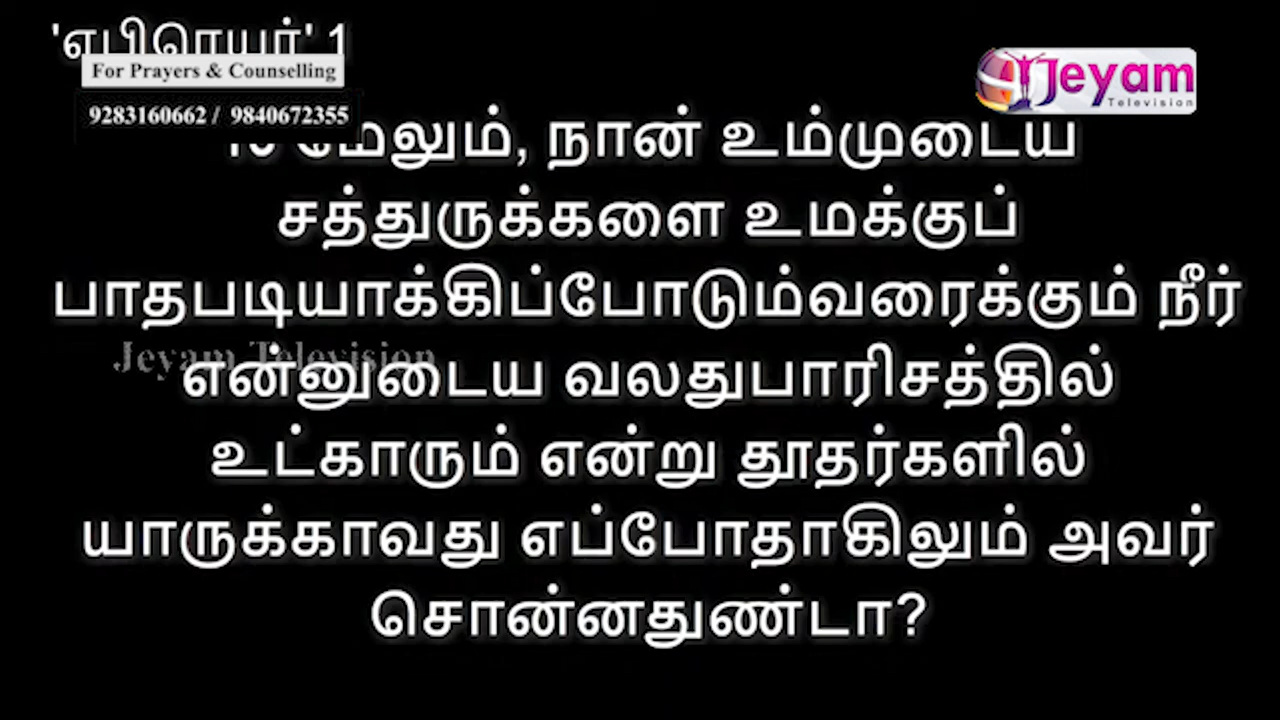 'எபிரெயர்' 1
For Prayers & Counselling
9283160662 / 9840672355
Jeyam
Television
மேலும், நான் உம்முடைய
சத்துருக்களை உமக்குப்
பாதபடியாக்கிப்போடும்வரைக்கும் நீர்
Jeyam Television
என்னுடைய வலதுபாரிசத்தில்
உட்காரும் என்று தூதர்களில்
யாருக்காவது எப்போதாகிலும் அவர்
சொன்னதுண்டா?